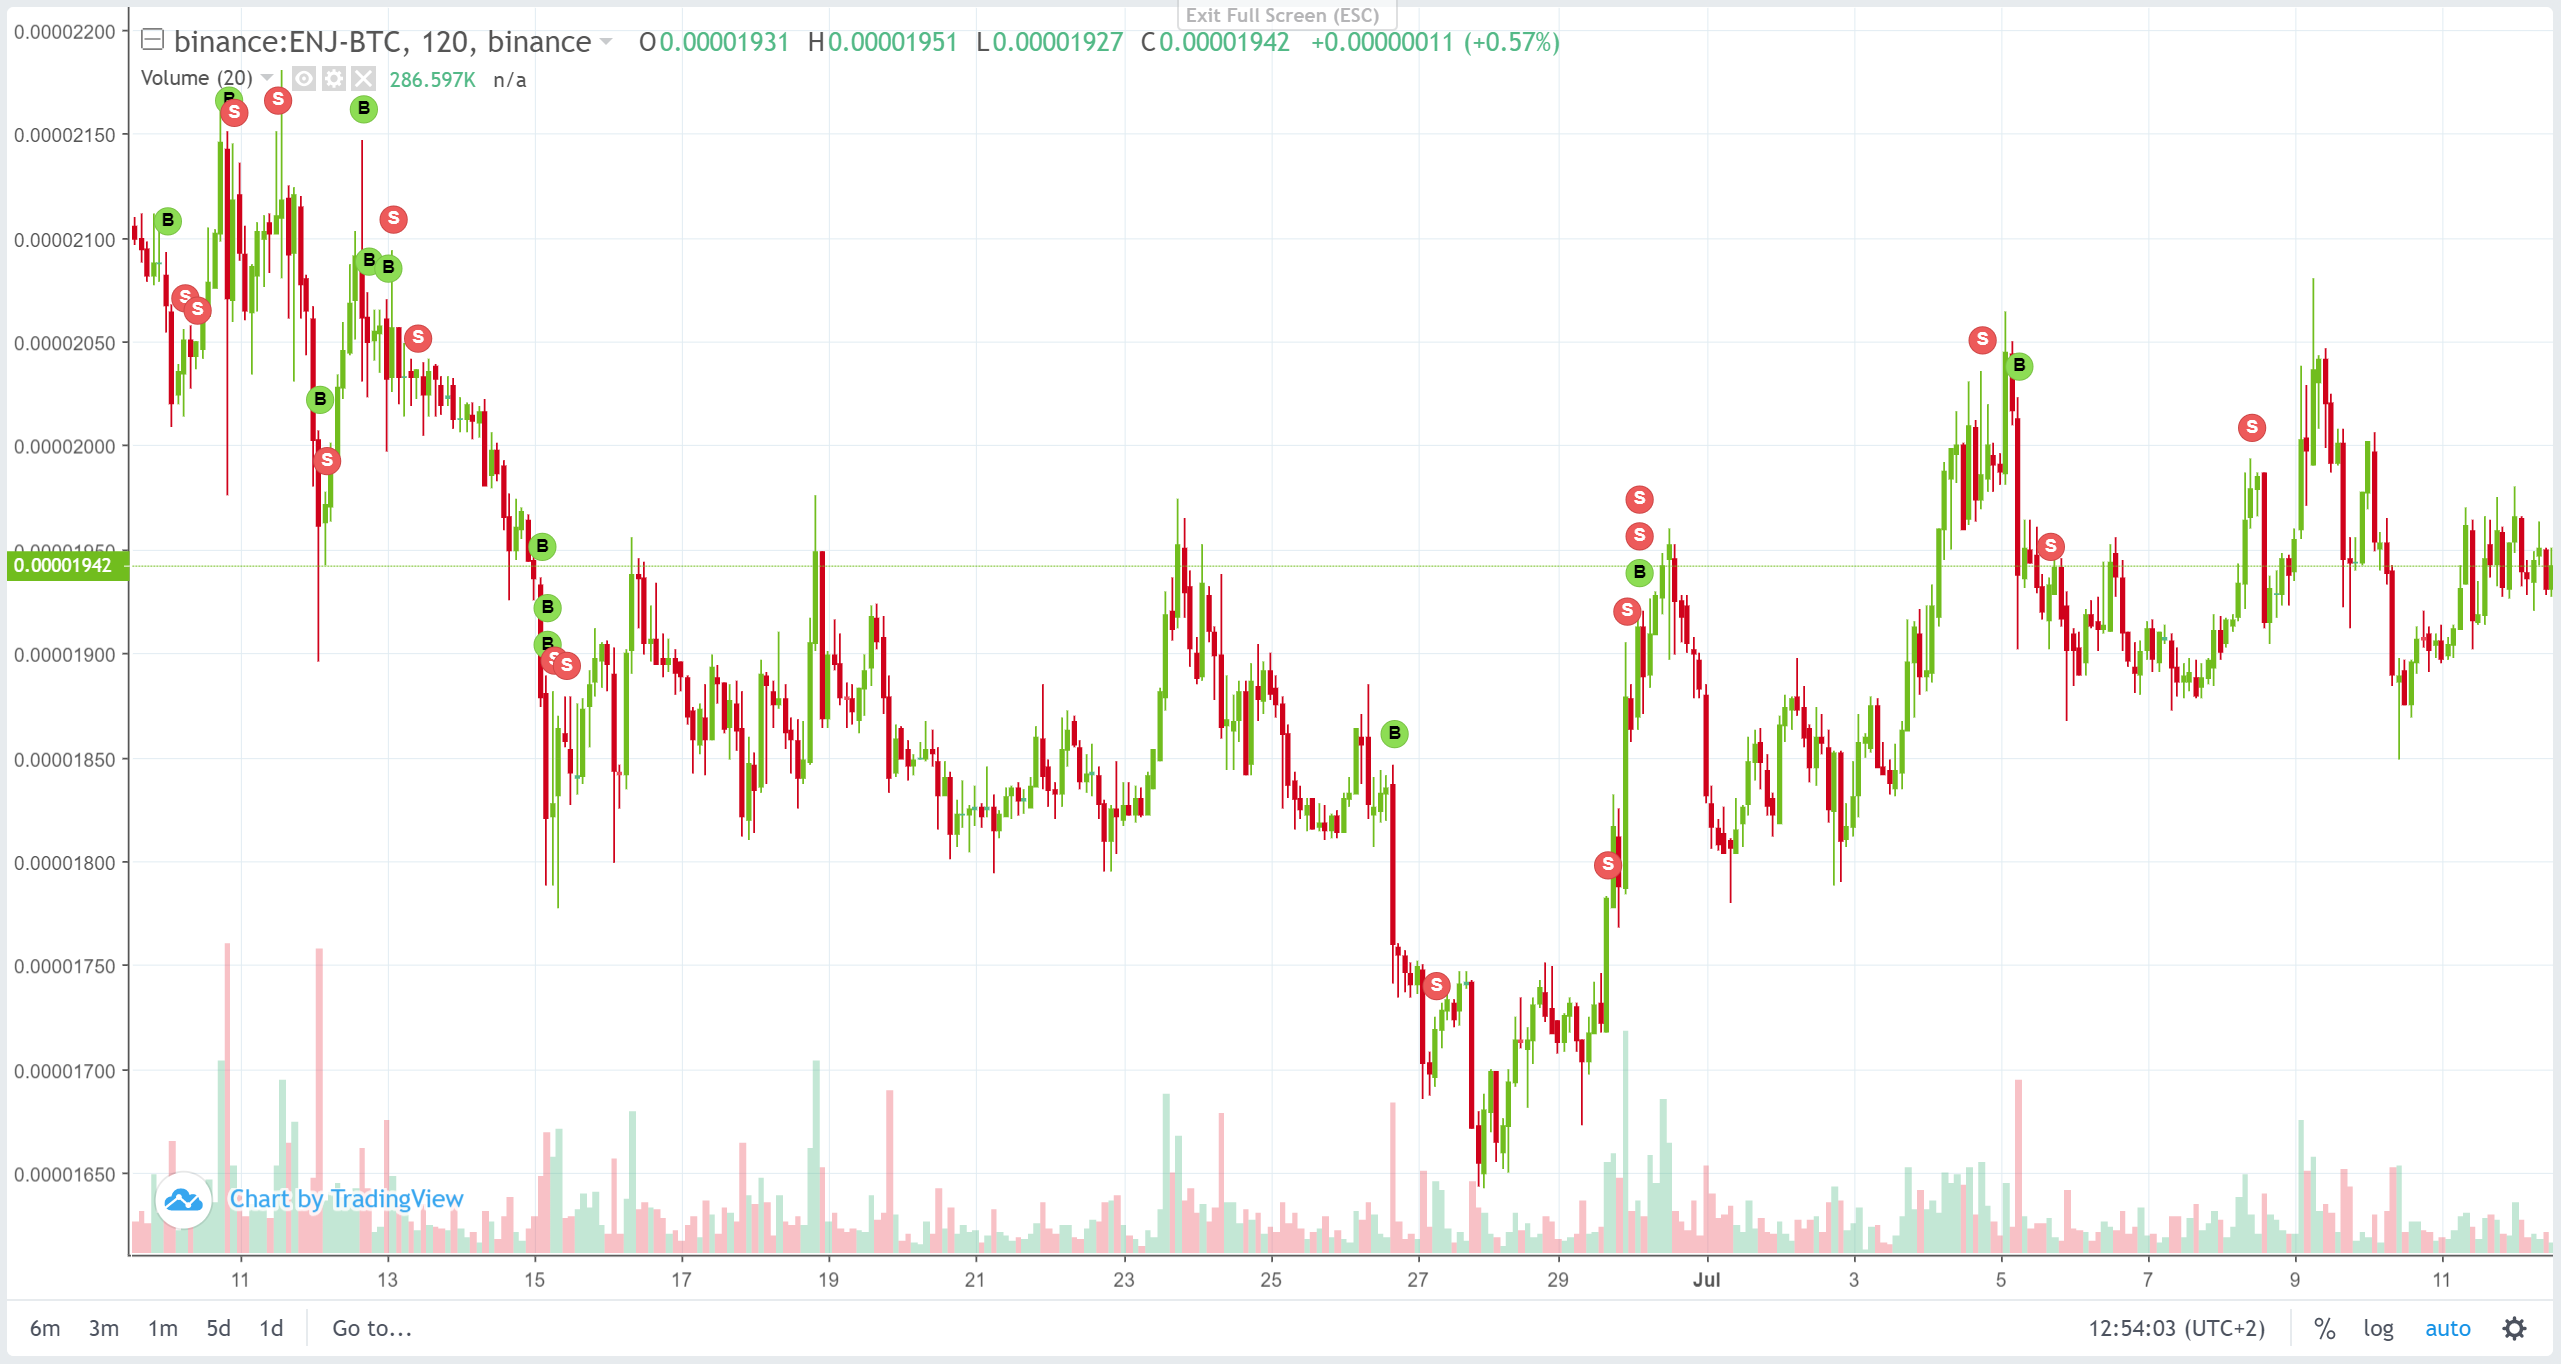 Exit Full Screen (ESC)
binance:ENJ-BTC, 120, binance O0.00001931 H0.00001951 L0.00001927 C0.00001942 +0.00000011 (+0.57%)
Volume (20) 286.597K n/a
0.00002200
0.00002150
0.00002100
0.00002050
0.00002000
0.00001950
0.00001942
0.00001900
0.00001850
0.00001800
0.00001750
0.00001700
0.00001650
B
S
S
B
B
S
S
S
B
B
S
B
S
S
B
B
B
B
S
S
S
S
B
S
S
S
S
B
S
B
S
Chart by TradingView
11 13 15 17 19 21 23 25 27 29 Jul 3 5 7 9 11
6m 3m 1m 5d 1d Go to... 12:54:03 (UTC+2) % log auto